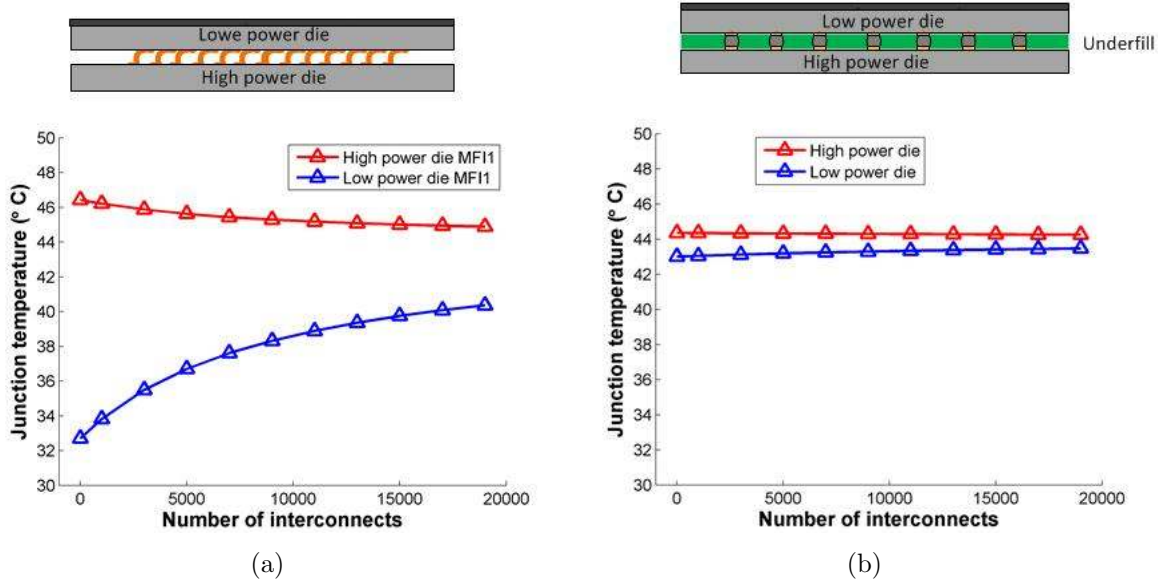 Lowe power die
High power die
Low power die
High power die
Underfill
High power die MFI1
Low power die MFI1
50
48
46
44
42
40
38
36
34
32
30
Junction temperature (° C)
0 5000 10000 15000 20000
Number of interconnects
(a)
High power die
Low power die
50
48
46
44
42
40
38
36
34
32
30
Junction temperature (° C)
0 5000 10000 15000 20000
Number of interconnects
(b)